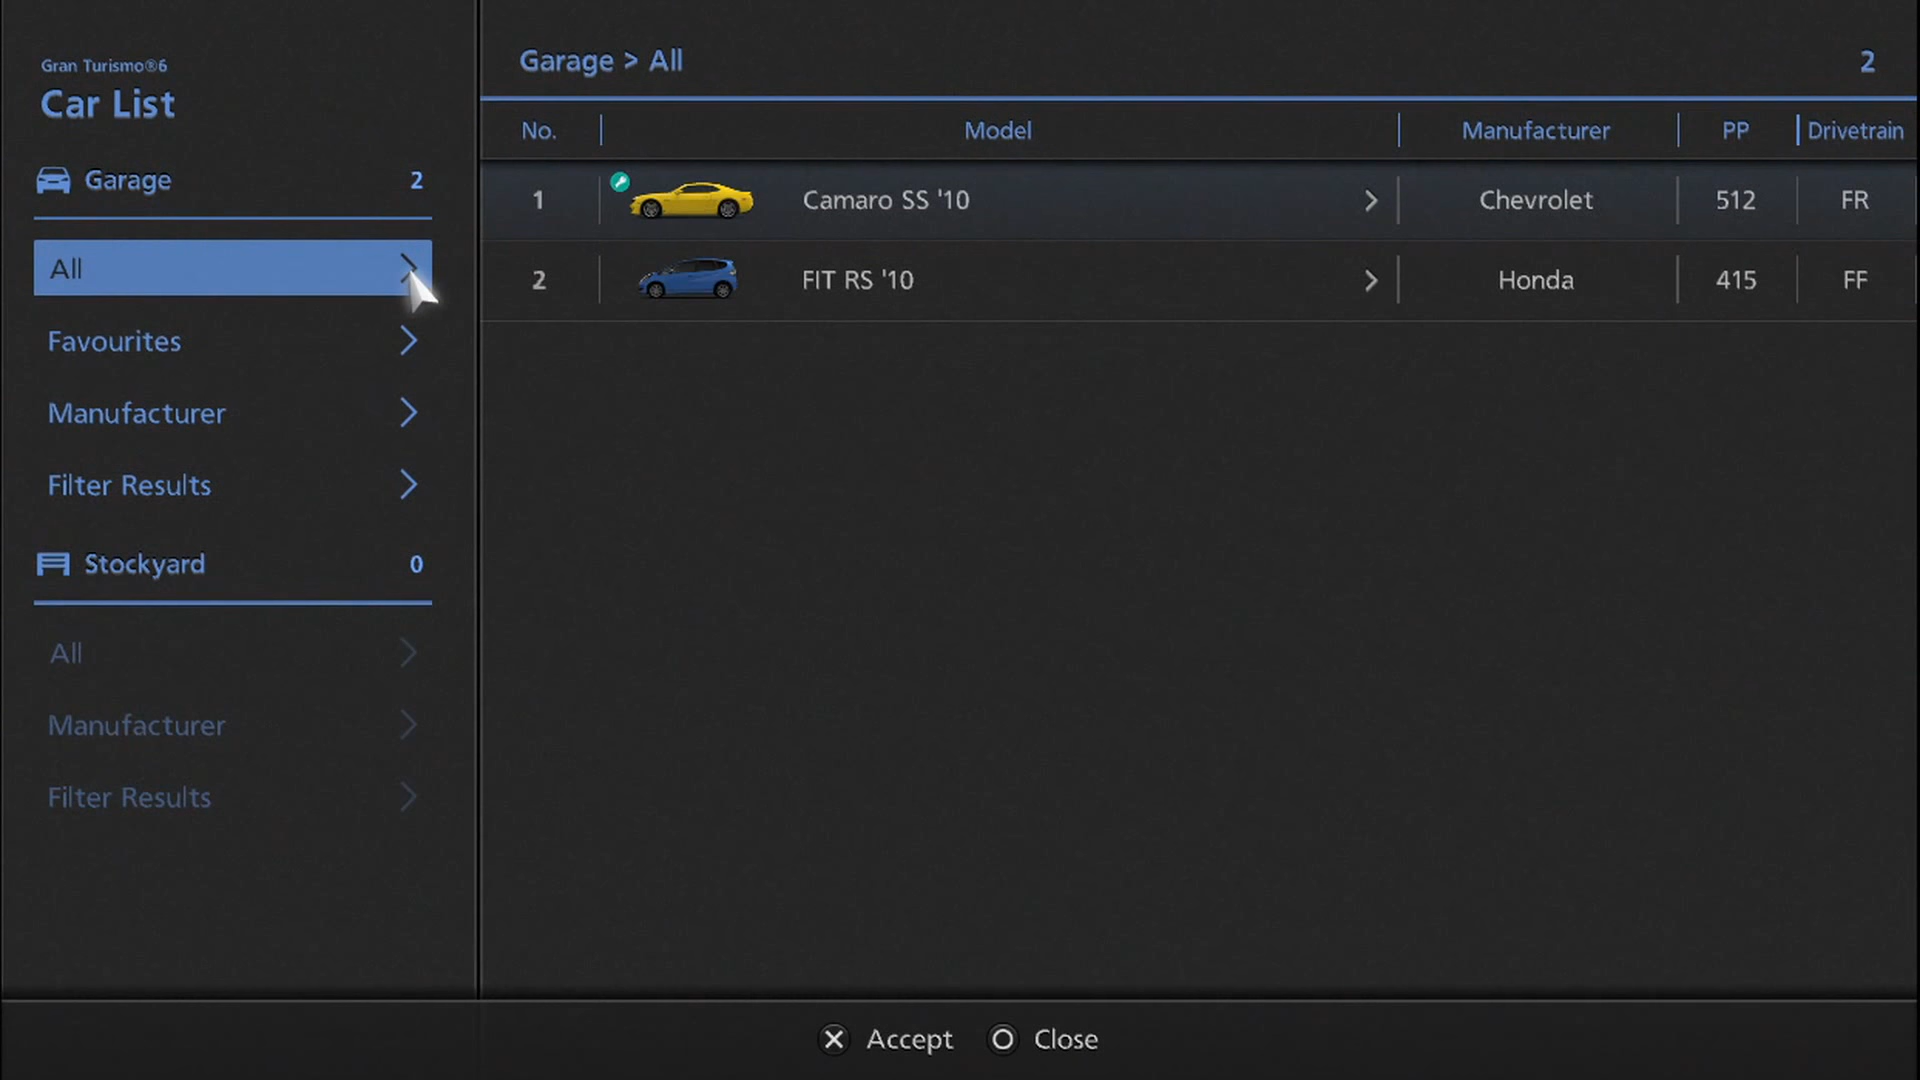 Gran Turismo®6
Car List
Garage 2
All
Favourites
Manufacturer
Filter Results
Stockyard 0
All
Manufacturer
Filter Results
Garage > All 2
No. Model Manufacturer PP Drivetrain
1 Camaro SS '10 Chevrolet 512 FR
2 FIT RS '10 Honda 415 FF
Accept Close